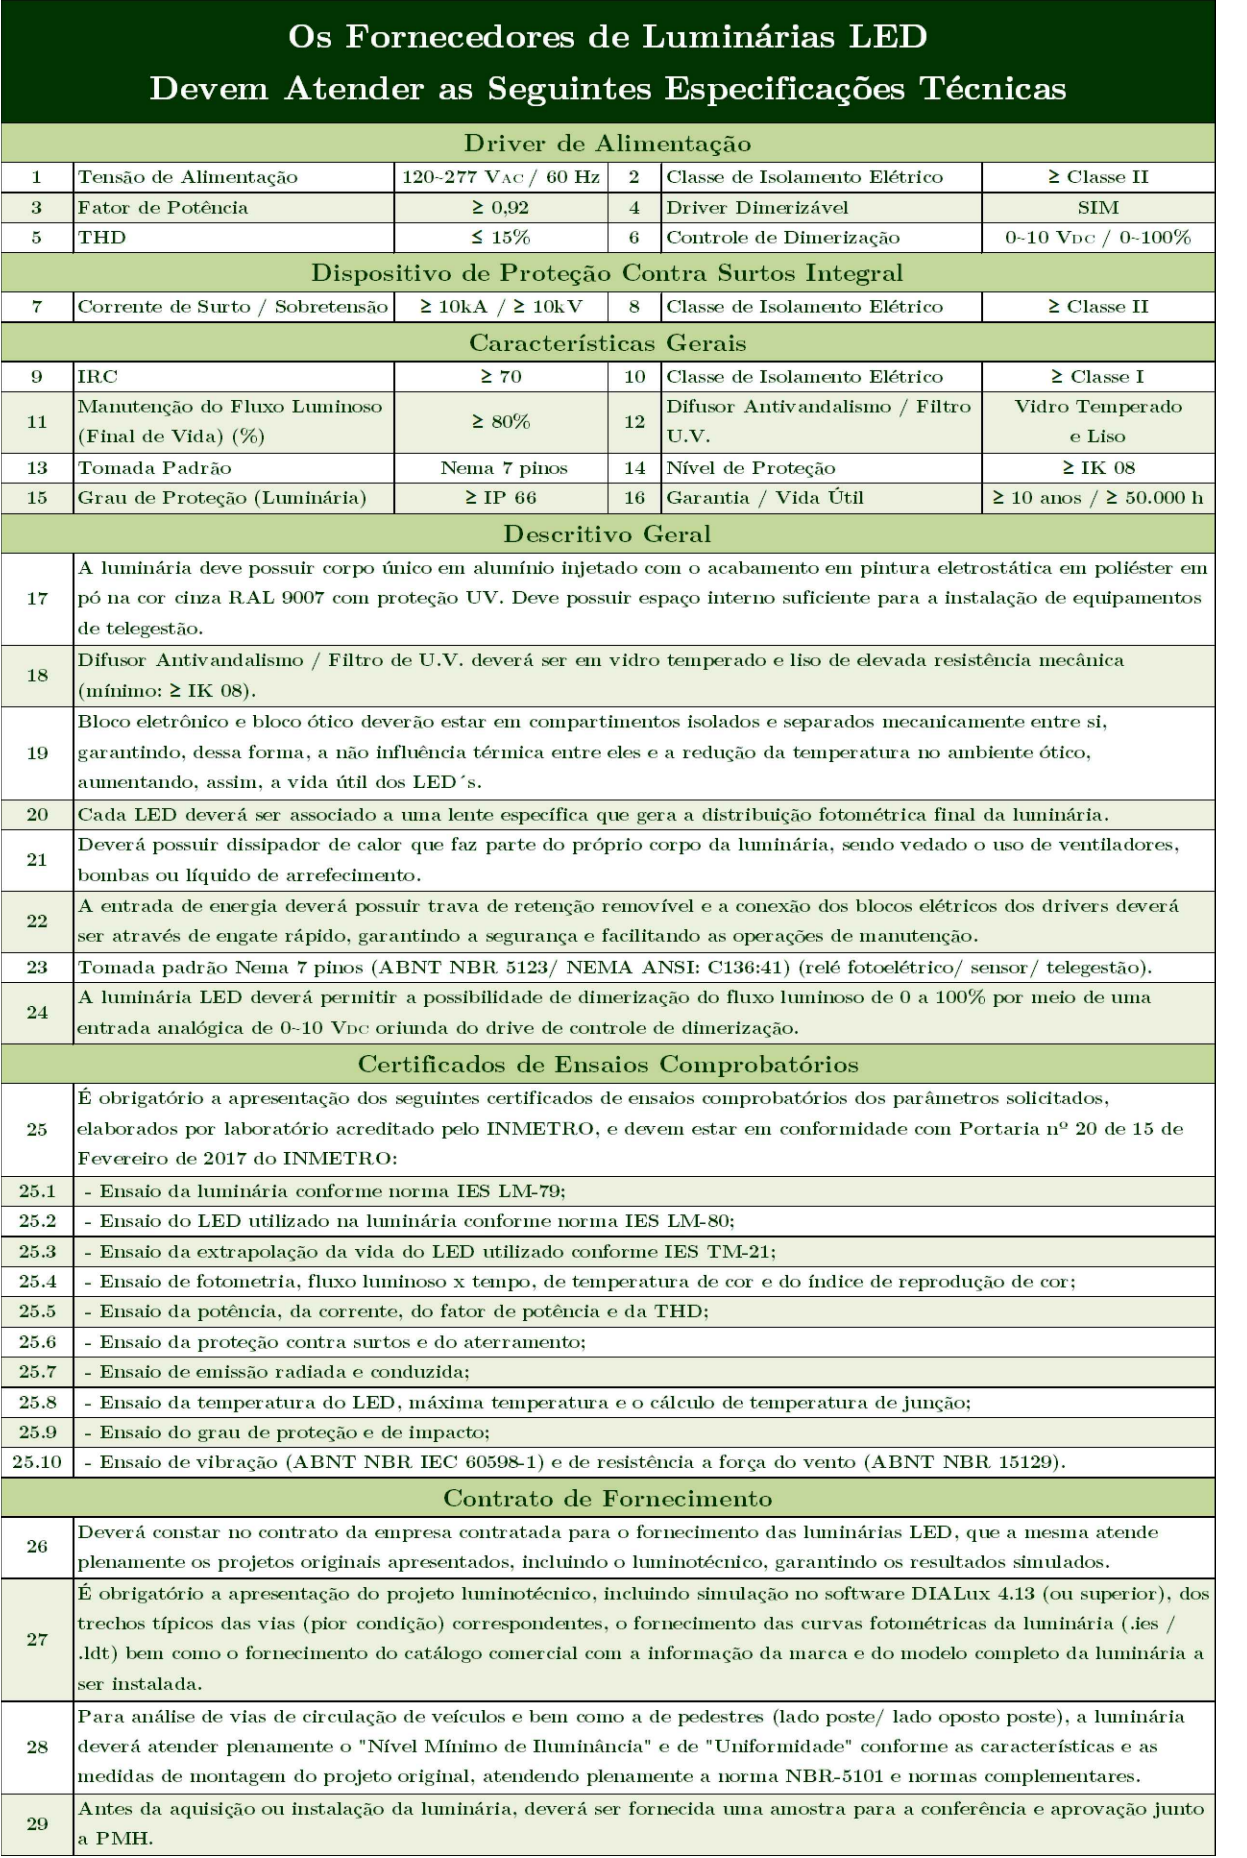 Os Fornecedores de Luminárias LED
Devem Atender as Seguintes Especificações Técnicas
Driver de Alimentação
1 Tensão de Alimentação 120~277 VAC / 60 Hz 2 Classe de Isolamento Elétrico ≥ Classe II
3 Fator de Potência ≥ 0,92 4 Driver Dimerizável SIM
5 THD ≤ 15% 6 Controle de Dimerização 0~10 VDC / 0~100%
Dispositivo de Proteção Contra Surtos Integral
7 Corrente de Surto / Sobretensão ≥ 10kA / ≥ 10kV 8 Classe de Isolamento Elétrico ≥ Classe II
Características Gerais
9 IRC ≥ 70 10 Classe de Isolamento Elétrico ≥ Classe I
11 Manutenção do Fluxo Luminoso
(Final de Vida) (%) ≥ 80% 12 Difusor Antivandalismo / Filtro
U.V. Vidro Temperado
e Liso
13 Tomada Padrão Nema 7 pinos 14 Nível de Proteção ≥ IK 08
15 Grau de Proteção (Luminária) ≥ IP 66 16 Garantia / Vida Útil ≥ 10 anos / ≥ 50.000 h
Descritivo Geral
17 A luminária deve possuir corpo único em alumínio injetado com o acabamento em pintura eletrostática em poliéster em
pó na cor cinza RAL 9007 com proteção UV. Deve possuir espaço interno suficiente para a instalação de equipamentos
de telegestão.
18 Difusor Antivandalismo / Filtro de U.V. deverá ser em vidro temperado e liso de elevada resistência mecânica
(mínimo: ≥ IK 08).
19 Bloco eletrônico e bloco ótico deverão estar em compartimentos isolados e separados mecanicamente entre si,
garantindo, dessa forma, a não influência térmica entre eles e a redução da temperatura no ambiente ótico,
aumentando, assim, a vida útil dos LED´s.
20 Cada LED deverá ser associado a uma lente específica que gera a distribuição fotométrica final da luminária.
21 Deverá possuir dissipador de calor que faz parte do próprio corpo da luminária, sendo vedado o uso de ventiladores,
bombas ou líquido de arrefecimento.
22 A entrada de energia deverá possuir trava de retenção removível e a conexão dos blocos elétricos dos drivers deverá
ser através de engate rápido, garantindo a segurança e facilitando as operações de manutenção.
23 Tomada padrão Nema 7 pinos (ABNT NBR 5123/ NEMA ANSI: C136:41) (relé fotoelétrico/ sensor/ telegestão).
24 A luminária LED deverá permitir a possibilidade de dimerização do fluxo luminoso de 0 a 100% por meio de uma
entrada analógica de 0~10 VDC oriunda do drive de controle de dimerização.
Certificados de Ensaios Comprobatórios
25 É obrigatório a apresentação dos seguintes certificados de ensaios comprobatórios dos parâmetros solicitados,
elaborados por laboratório acreditado pelo INMETRO, e devem estar em conformidade com Portaria nº 20 de 15 de
Fevereiro de 2017 do INMETRO:
25.1 - Ensaio da luminária conforme norma IES LM-79;
25.2 - Ensaio do LED utilizado na luminária conforme norma IES LM-80;
25.3 - Ensaio da extrapolação da vida do LED utilizado conforme IES TM-21;
25.4 - Ensaio de fotometria, fluxo luminoso x tempo, de temperatura de cor e do índice de reprodução de cor;
25.5 - Ensaio da potência, da corrente, do fator de potência e da THD;
25.6 - Ensaio da proteção contra surtos e do aterramento;
25.7 - Ensaio de emissão radiada e conduzida;
25.8 - Ensaio da temperatura do LED, máxima temperatura e o cálculo de temperatura de junção;
25.9 - Ensaio do grau de proteção e de impacto;
25.10 - Ensaio de vibração (ABNT NBR IEC 60598-1) e de resistência a força do vento (ABNT NBR 15129).
Contrato de Fornecimento
26 Deverá constar no contrato da empresa contratada para o fornecimento das luminárias LED, que a mesma atende
plenamente os projetos originais apresentados, incluindo o luminotécnico, garantindo os resultados simulados.
27 É obrigatório a apresentação do projeto luminotécnico, incluindo simulação no software DIALux 4.13 (ou superior), dos
trechos típicos das vias (pior condição) correspondentes, o fornecimento das curvas fotométricas da luminária (.ies /
.ldt) bem como o fornecimento do catálogo comercial com a informação da marca e do modelo completo da luminária a
ser instalada.
28 Para análise de vias de circulação de veículos e bem como a de pedestres (lado poste/ lado oposto poste), a luminária
deverá atender plenamente o "Nível Mínimo de Iluminância" e de "Uniformidade" conforme as características e as
medidas de montagem do projeto original, atendendo plenamente a norma NBR-5101 e normas complementares.
29 Antes da aquisição ou instalação da luminária, deverá ser fornecida uma amostra para a conferência e aprovação junto
a PMH.